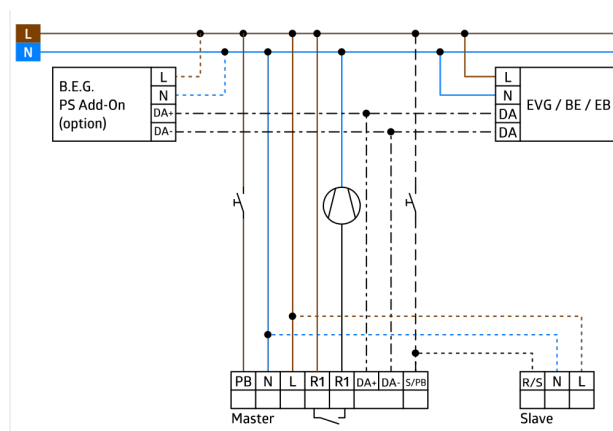 L
N
B.E.G.
PS Add-On
(option)
L
N
DA+
DA-
L
N
DA
DA
EVG / BE / EB
PB N L R1 R1 DA+ DA- S/PB
Master
R/S N L
Slave